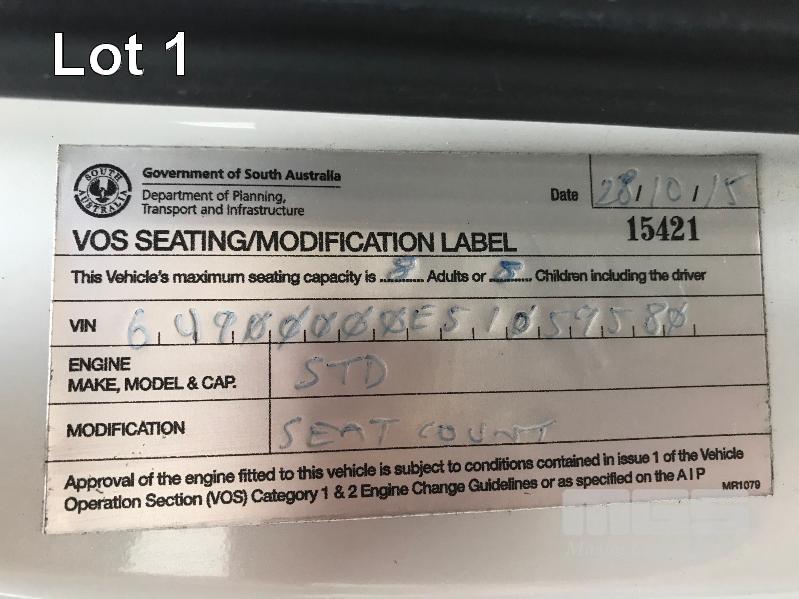 Lot 1
SOUTH AUSTRALIA
Government of South Australia
Department of Planning,
Transport and Infrastructure
Date 28/10/15
15421
VOS SEATING/MODIFICATION LABEL
This Vehicle's maximum seating capacity is Adults or Children including the driver
VIN
ENGINE
MAKE, MODEL & CAP. STD
MODIFICATION SEAT COUNT
Approval of the engine fitted to this vehicle is subject to conditions contained in issue 1 of the Vehicle
Operation Section (VOS) Category 1 & 2 Engine Change Guidelines or as specified on the A I P
MR1079
MGS